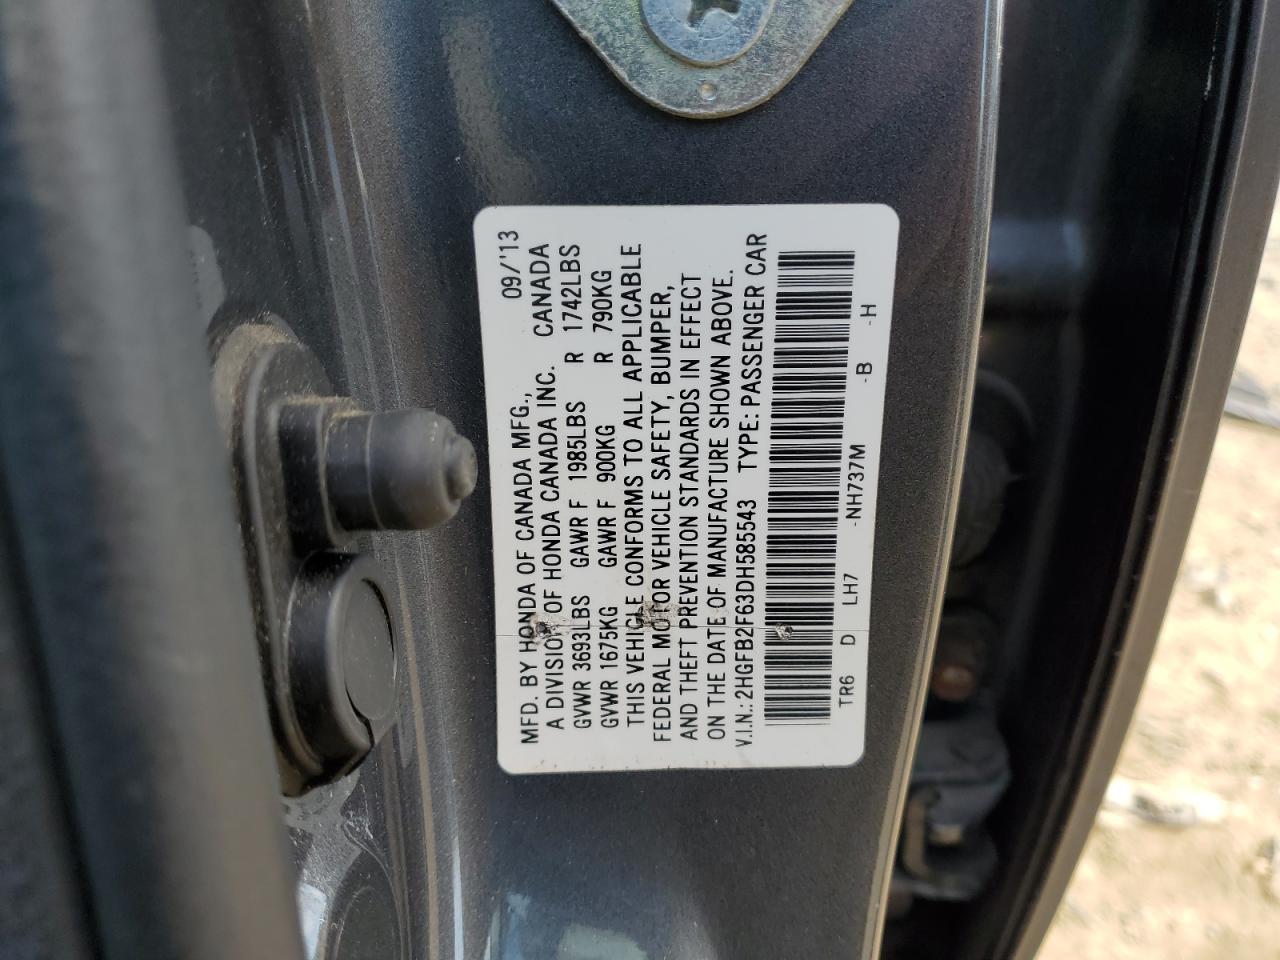 MFD. BY HONDA OF CANADA MFG., 09/'13
A DIVISION OF HONDA CANADA INC. CANADA
GVWR 3693LBS GAWR F 1985LBS R 1742LBS
GVWR 1675KG GAWR F 900KG R 790KG
THIS VEHICLE CONFORMS TO ALL APPLICABLE
FEDERAL MOTOR VEHICLE SAFETY, BUMPER,
AND THEFT PREVENTION STANDARDS IN EFFECT
ON THE DATE OF MANUFACTURE SHOWN ABOVE.
V.I.N.: 2HGFB2F63DH585543 TYPE: PASSENGER CAR
TR6 D LH7 -NH737M -B -H